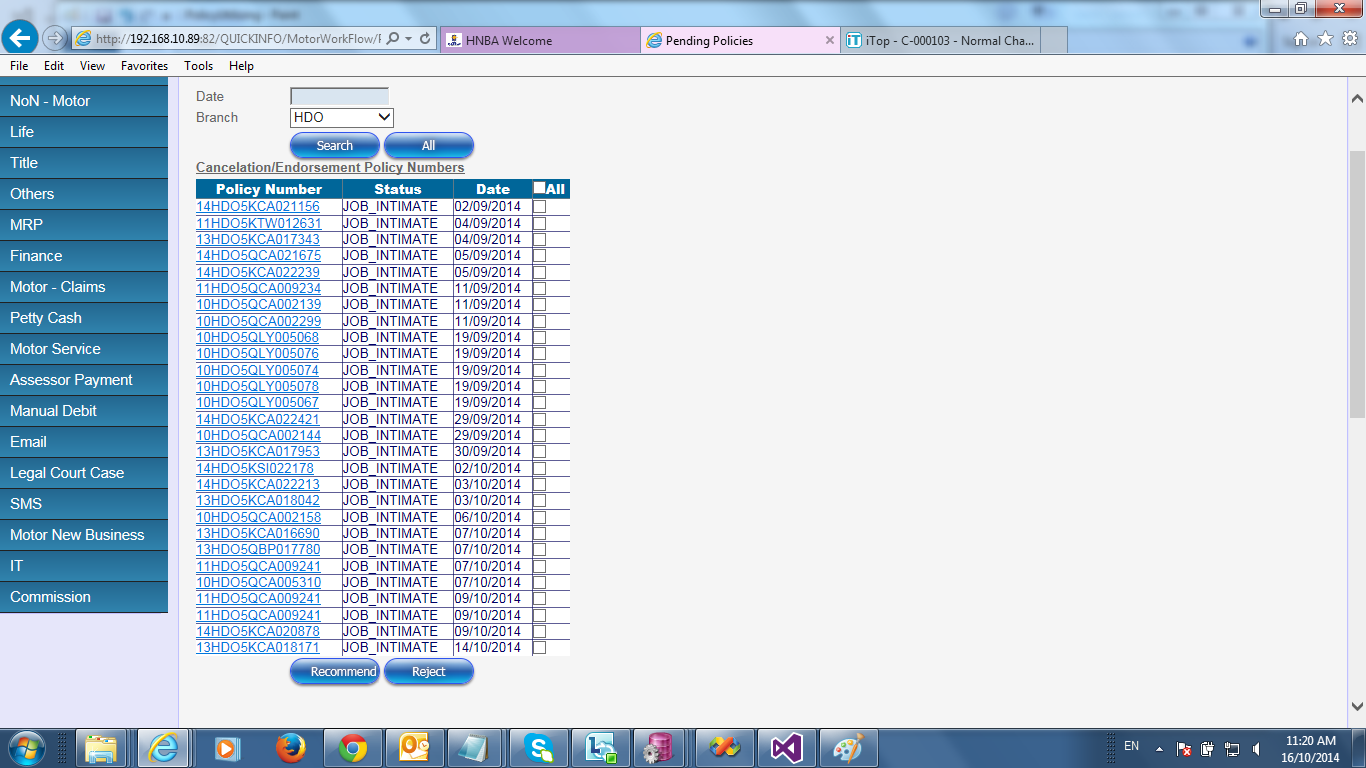 http://192.168.10.89:82/QUICKINFO/MotorWorkFlow/
HNBA Welcome
Pending Policies
iTop - C-000103 - Normal Cha...
File Edit View Favorites Tools Help
NoN - Motor
Life
Title
Others
MRP
Finance
Motor - Claims
Petty Cash
Motor Service
Assessor Payment
Manual Debit
Email
Legal Court Case
SMS
Motor New Business
IT
Commission
Date
Branch HDO
Search All
Cancelation/Endorsement Policy Numbers
Policy Number Status Date All
14HDO5KCA021156 JOB_INTIMATE 02/09/2014
11HDO5KTW012631 JOB_INTIMATE 04/09/2014
13HDO5KCA017343 JOB_INTIMATE 04/09/2014
14HDO5QCA021675 JOB_INTIMATE 05/09/2014
14HDO5KCA022239 JOB_INTIMATE 05/09/2014
11HDO5QCA009234 JOB_INTIMATE 11/09/2014
10HDO5QCA002139 JOB_INTIMATE 11/09/2014
10HDO5QCA002299 JOB_INTIMATE 11/09/2014
10HDO5QLY005068 JOB_INTIMATE 19/09/2014
10HDO5QLY005076 JOB_INTIMATE 19/09/2014
10HDO5QLY005074 JOB_INTIMATE 19/09/2014
10HDO5QLY005078 JOB_INTIMATE 19/09/2014
10HDO5QLY005067 JOB_INTIMATE 19/09/2014
14HDO5KCA022421 JOB_INTIMATE 29/09/2014
10HDO5QCA002144 JOB_INTIMATE 29/09/2014
13HDO5KCA017953 JOB_INTIMATE 30/09/2014
14HDO5KSI022178 JOB_INTIMATE 02/10/2014
14HDO5KCA022213 JOB_INTIMATE 03/10/2014
13HDO5KCA018042 JOB_INTIMATE 03/10/2014
10HDO5QCA002158 JOB_INTIMATE 06/10/2014
13HDO5KCA016690 JOB_INTIMATE 07/10/2014
13HDO5QBP017780 JOB_INTIMATE 07/10/2014
11HDO5QCA009241 JOB_INTIMATE 07/10/2014
10HDO5QCA005310 JOB_INTIMATE 07/10/2014
11HDO5QCA009241 JOB_INTIMATE 09/10/2014
11HDO5QCA009241 JOB_INTIMATE 09/10/2014
14HDO5KCA020878 JOB_INTIMATE 09/10/2014
13HDO5KCA018171 JOB_INTIMATE 14/10/2014
Recommend Reject
EN
11:20 AM
16/10/2014